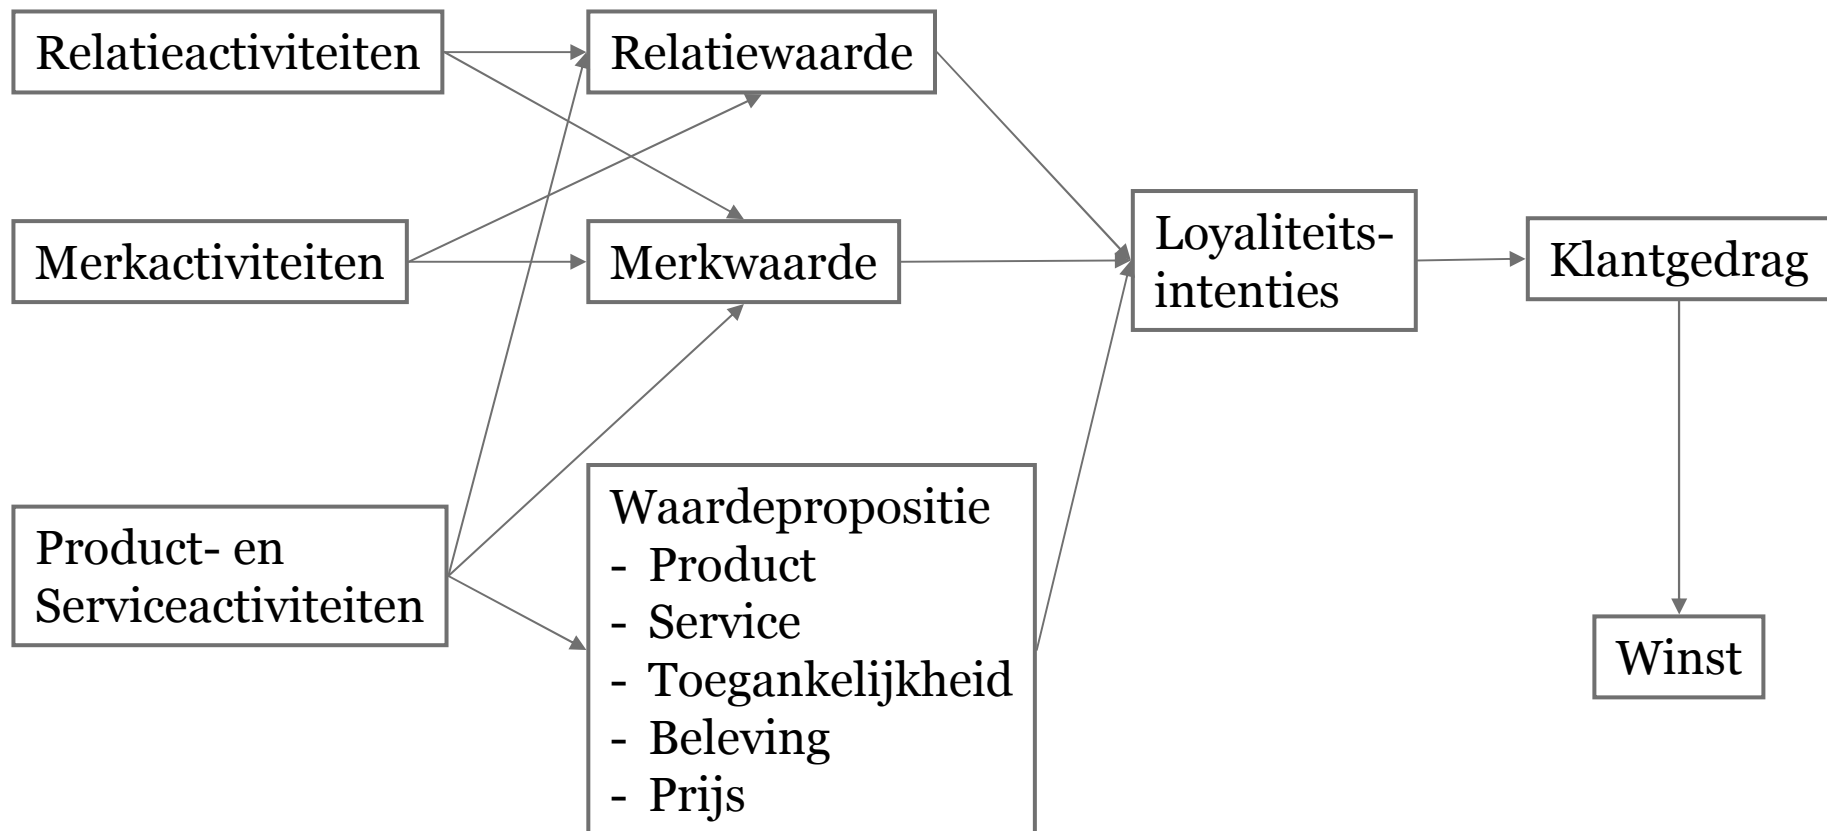 Relatieactiviteiten
Relatiewaarde
Merkactiviteiten
Merkwaarde
Loyaliteits-
intenties
Klantgedrag
Product- en
Serviceactiviteiten
Waardepropositie
- Product
- Service
- Toegankelijkheid
- Beleving
- Prijs
Winst